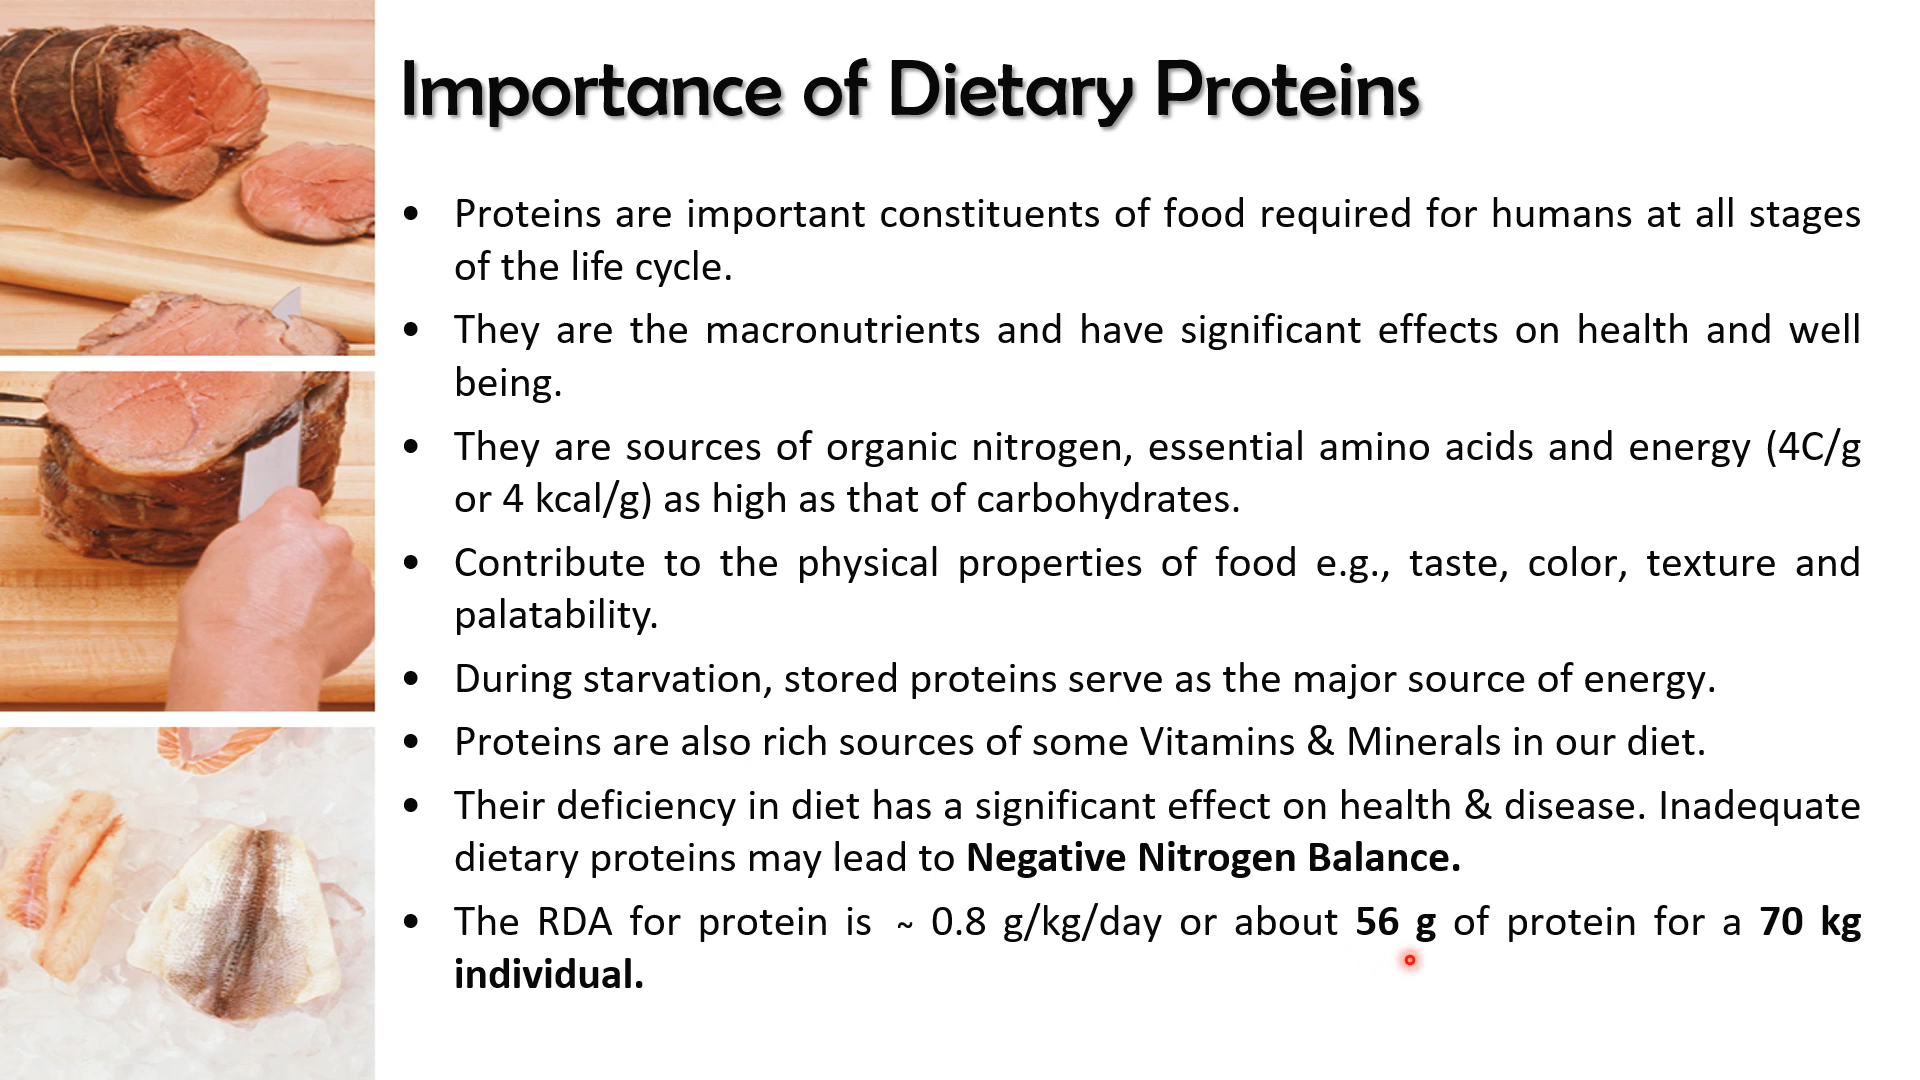 Importance of Dietary Proteins
• Proteins are important constituents of food required for humans at all stages
of the life cycle.
• They are the macronutrients and have significant effects on health and well
being.
• They are sources of organic nitrogen, essential amino acids and energy (4C/g
or 4 kcal/g) as high as that of carbohydrates.
• Contribute to the physical properties of food e.g., taste, color, texture and
palatability.
• During starvation, stored proteins serve as the major source of energy.
• Proteins are also rich sources of some Vitamins & Minerals in our diet.
• Their deficiency in diet has a significant effect on health & disease. Inadequate
dietary proteins may lead to Negative Nitrogen Balance.
• The RDA for protein is ~ 0.8 g/kg/day or about 56 g of protein for a 70 kg
individual.